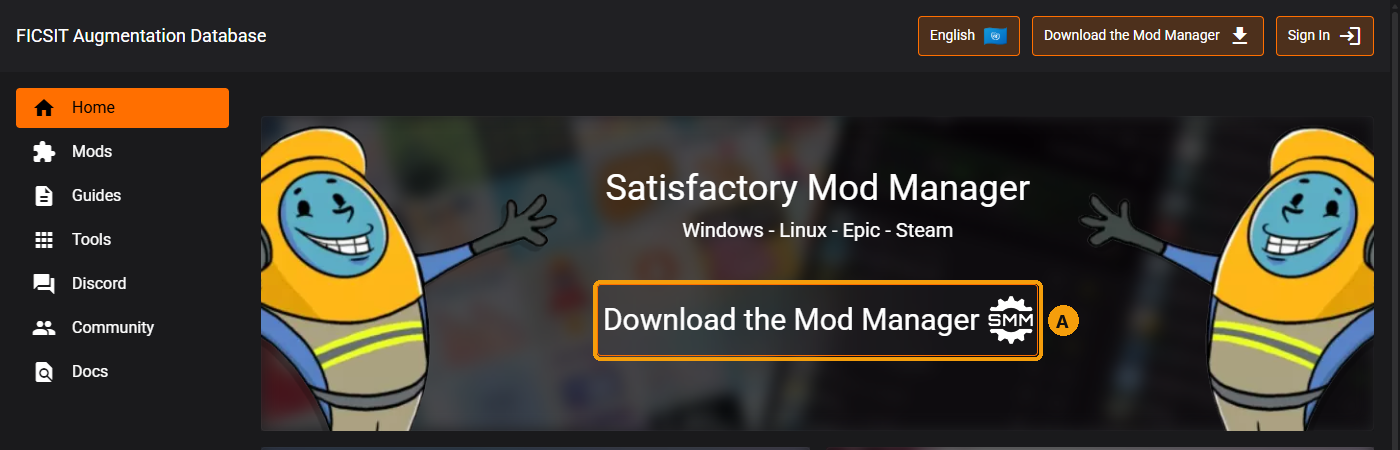 FICSIT Augmentation Database
English
Download the Mod Manager
Sign In
Home
Mods
Guides
Tools
Discord
Community
Docs
Satisfactory Mod Manager
Windows - Linux - Epic - Steam
Download the Mod Manager SMM
A